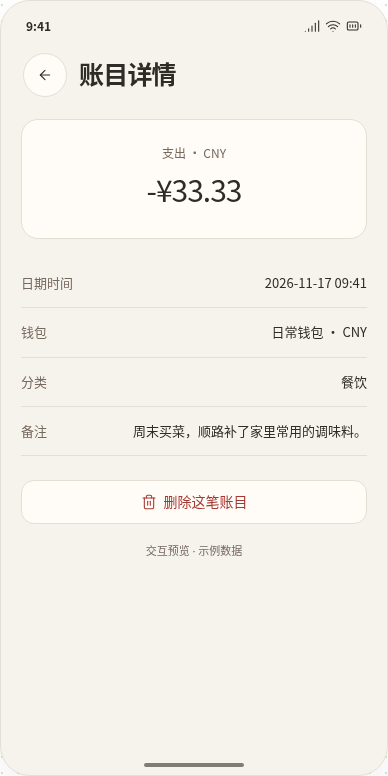 9:41
账目详情
支出 · CNY
-¥33.33
日期时间 2026-11-17 09:41
钱包 日常钱包 · CNY
分类 餐饮
备注 周末买菜，顺路补了家里常用的调味料。
删除这笔账目
交互预览 · 示例数据